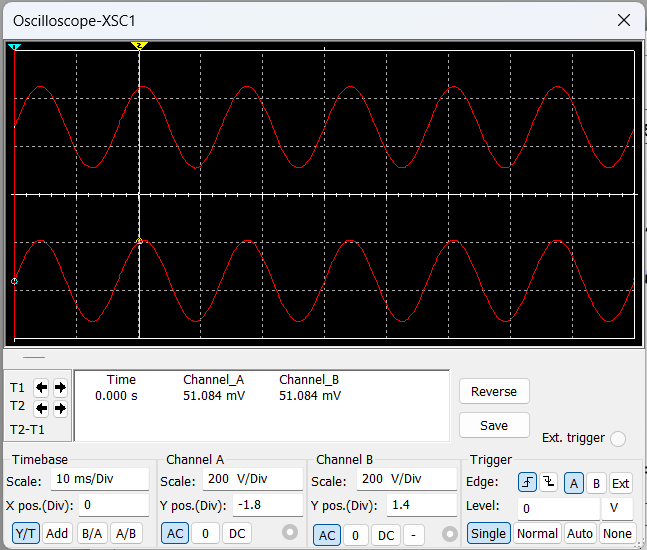 Oscilloscope-XSC1
1 2
T1 Time Channel_A Channel_B
T2 0.000 s 51.084 mV 51.084 mV
T2-T1
Reverse
Save
Ext. trigger
Timebase
Scale: 10 ms/Div
X pos.(Div): 0
Y/T Add B/A A/B
Channel A
Scale: 200 V/Div
Y pos.(Div): -1.8
AC 0 DC
Channel B
Scale: 200 V/Div
Y pos.(Div): 1.4
AC 0 DC -
Trigger
Edge: A B Ext
Level: 0 V
Single Normal Auto None